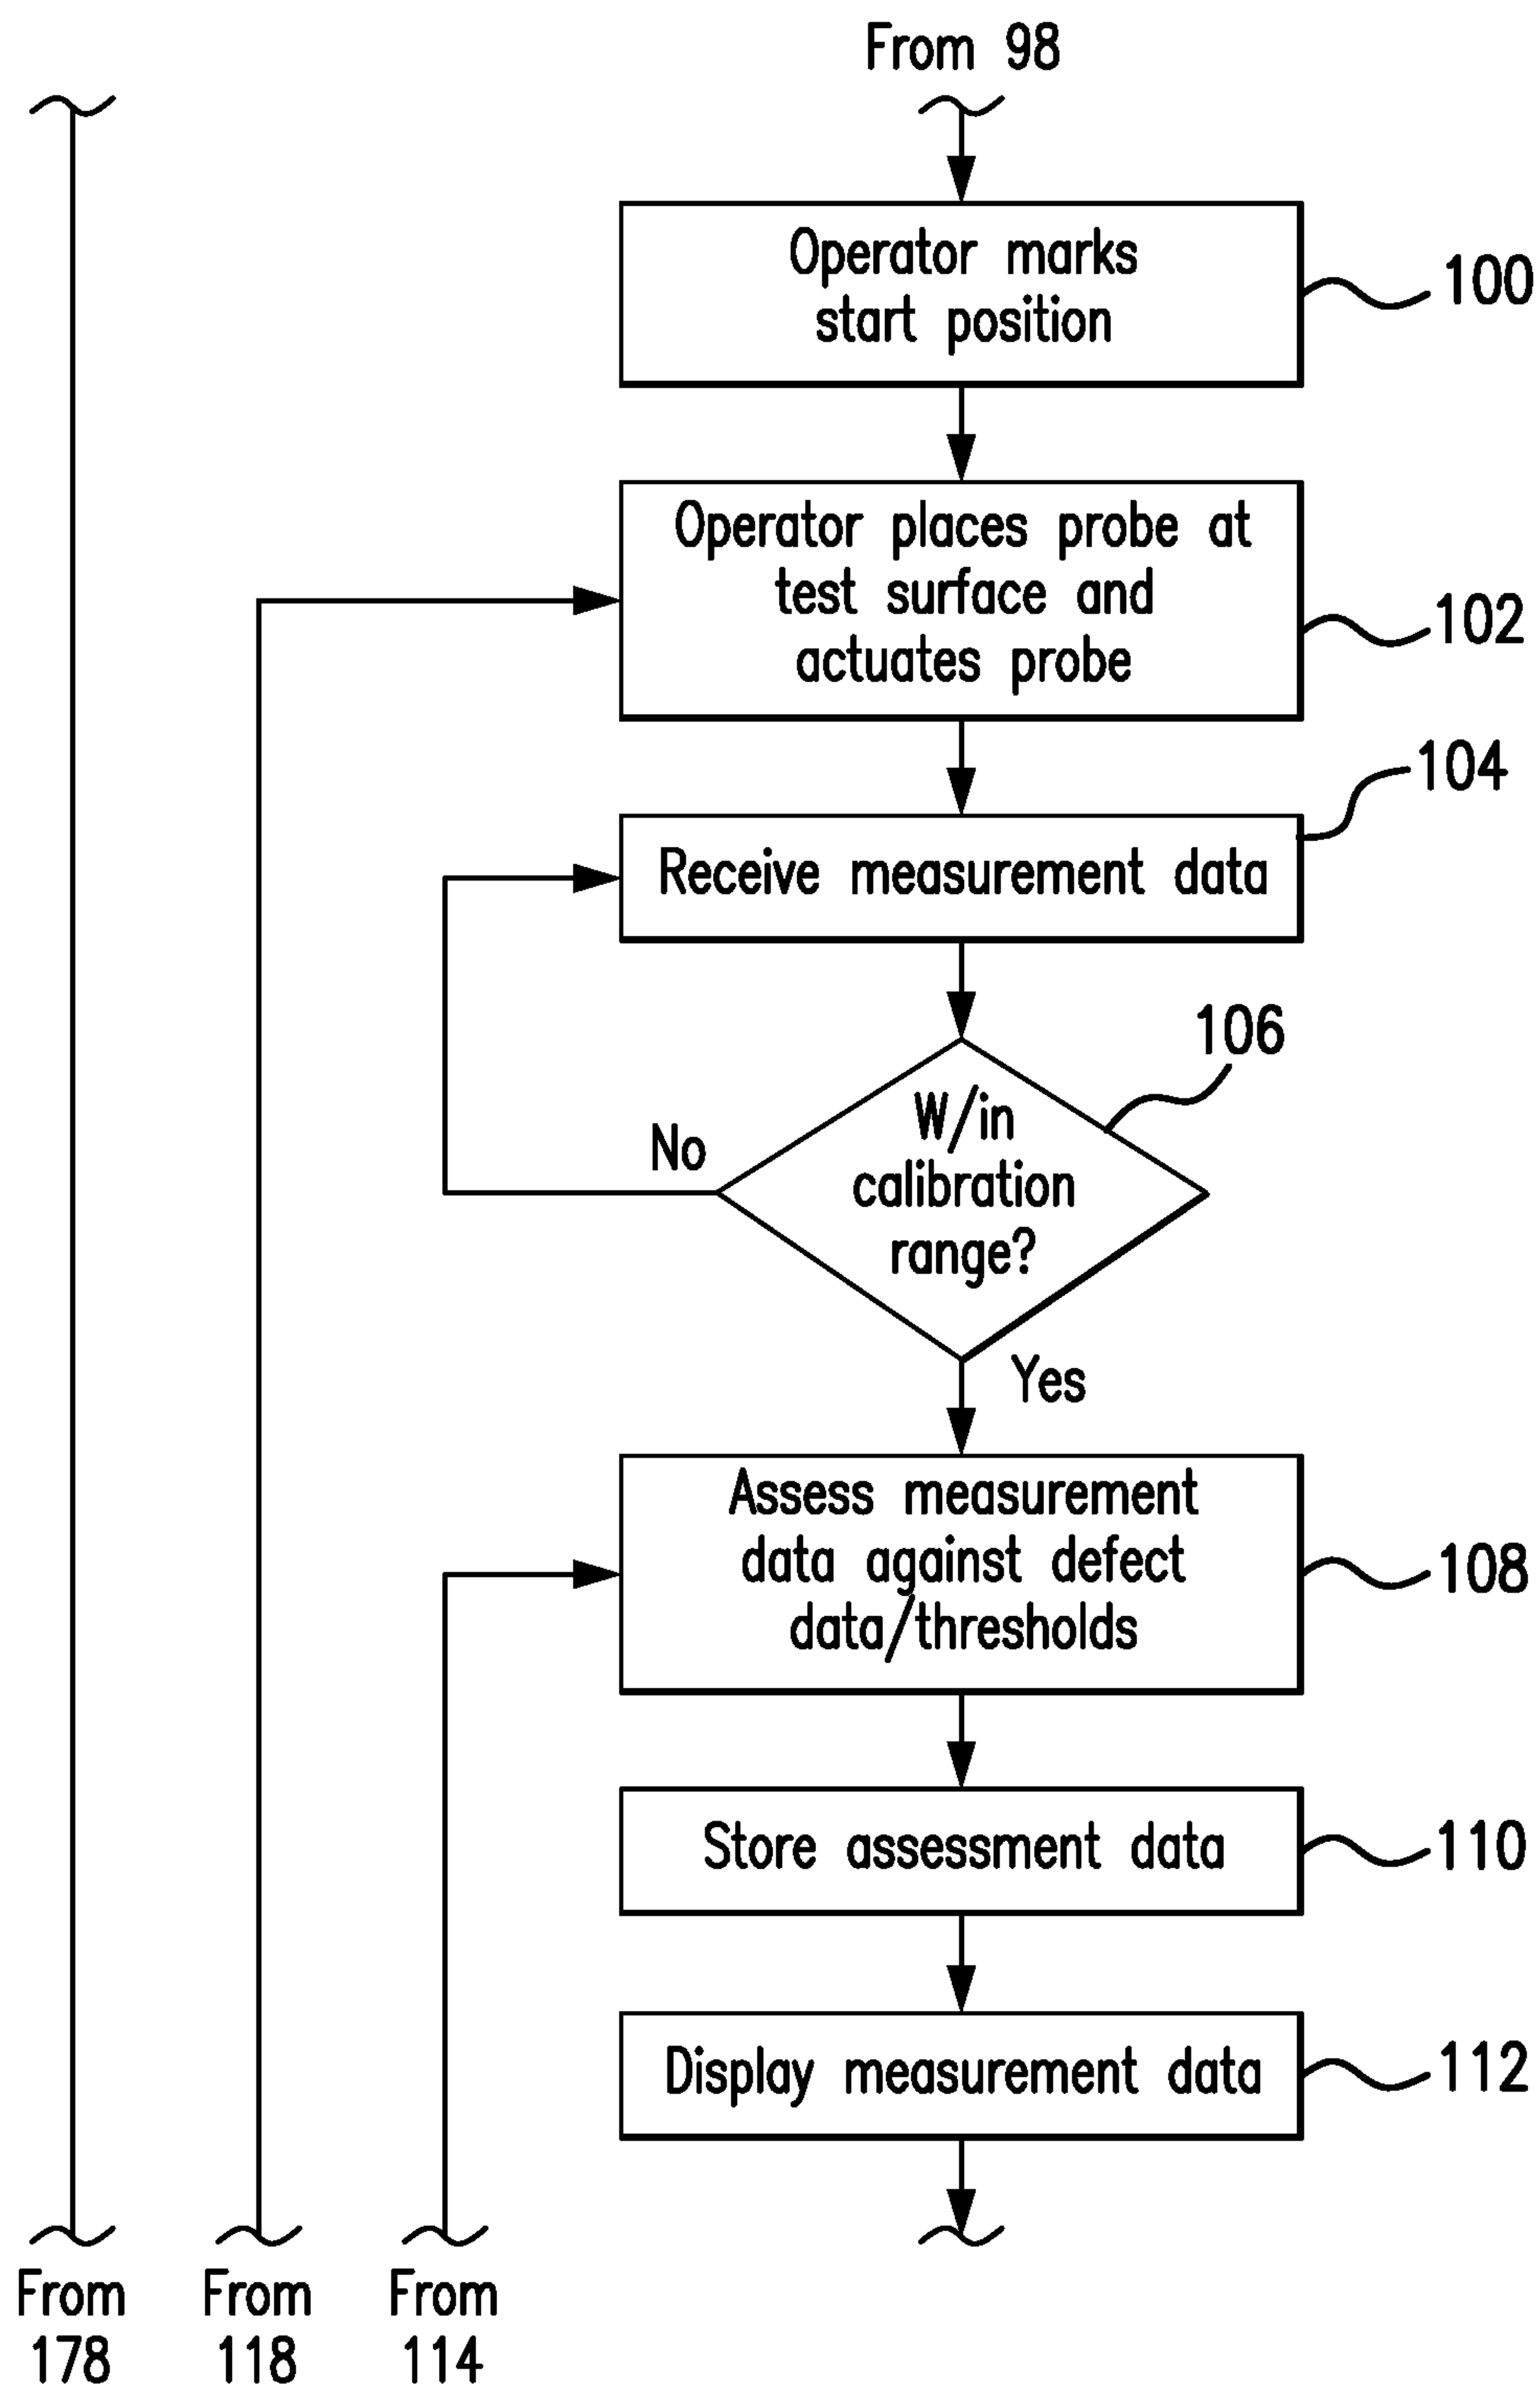 From 98
Operator marks
start position
100
Operator places probe at
test surface and
actuates probe
102
104
Receive measurement data
106
W/in
calibration
range?
No
Yes
Assess measurement
data against defect
data/thresholds
108
Store assessment data
110
Display measurement data
112
From
178
From
118
From
114